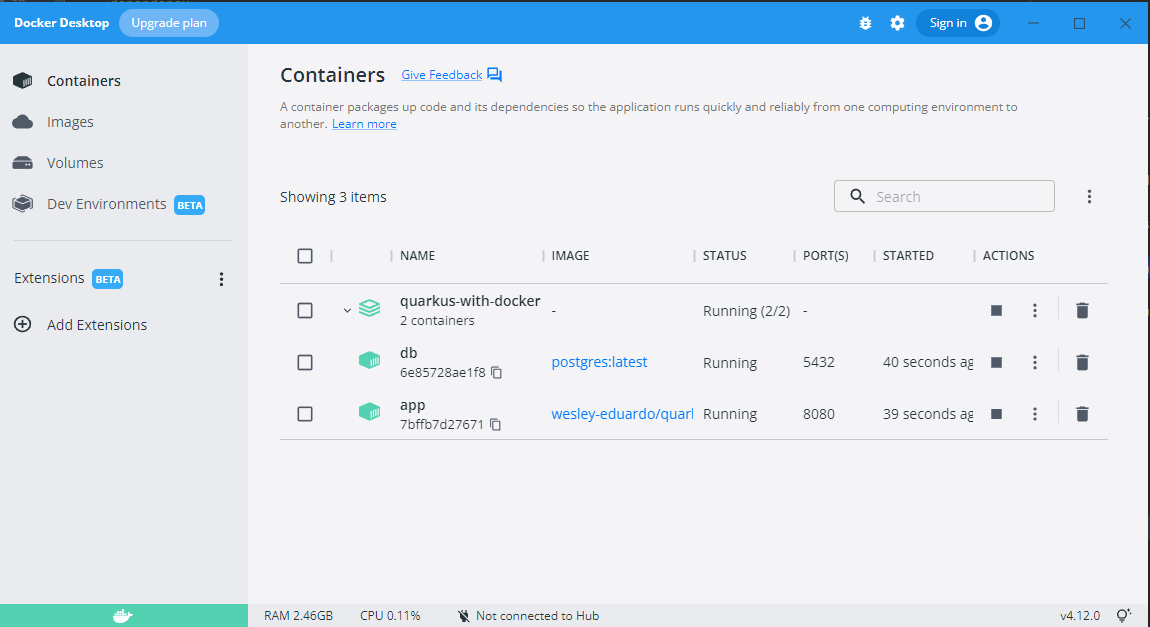 Docker Desktop Upgrade plan Sign in
Containers
Images
Volumes
Dev Environments BETA
Extensions BETA
Add Extensions
Containers Give Feedback
A container packages up code and its dependencies so the application runs quickly and reliably from one computing environment to
another. Learn more
Showing 3 items Search
NAME IMAGE STATUS PORT(S) STARTED ACTIONS
quarkus-with-docker
2 containers - Running (2/2) -
db
6e85728ae1f8 postgres:latest Running 5432 40 seconds ag
app
7bffb7d27671 wesley-eduardo/quarl Running 8080 39 seconds ag
RAM 2.46GB CPU 0.11% Not connected to Hub v4.12.0